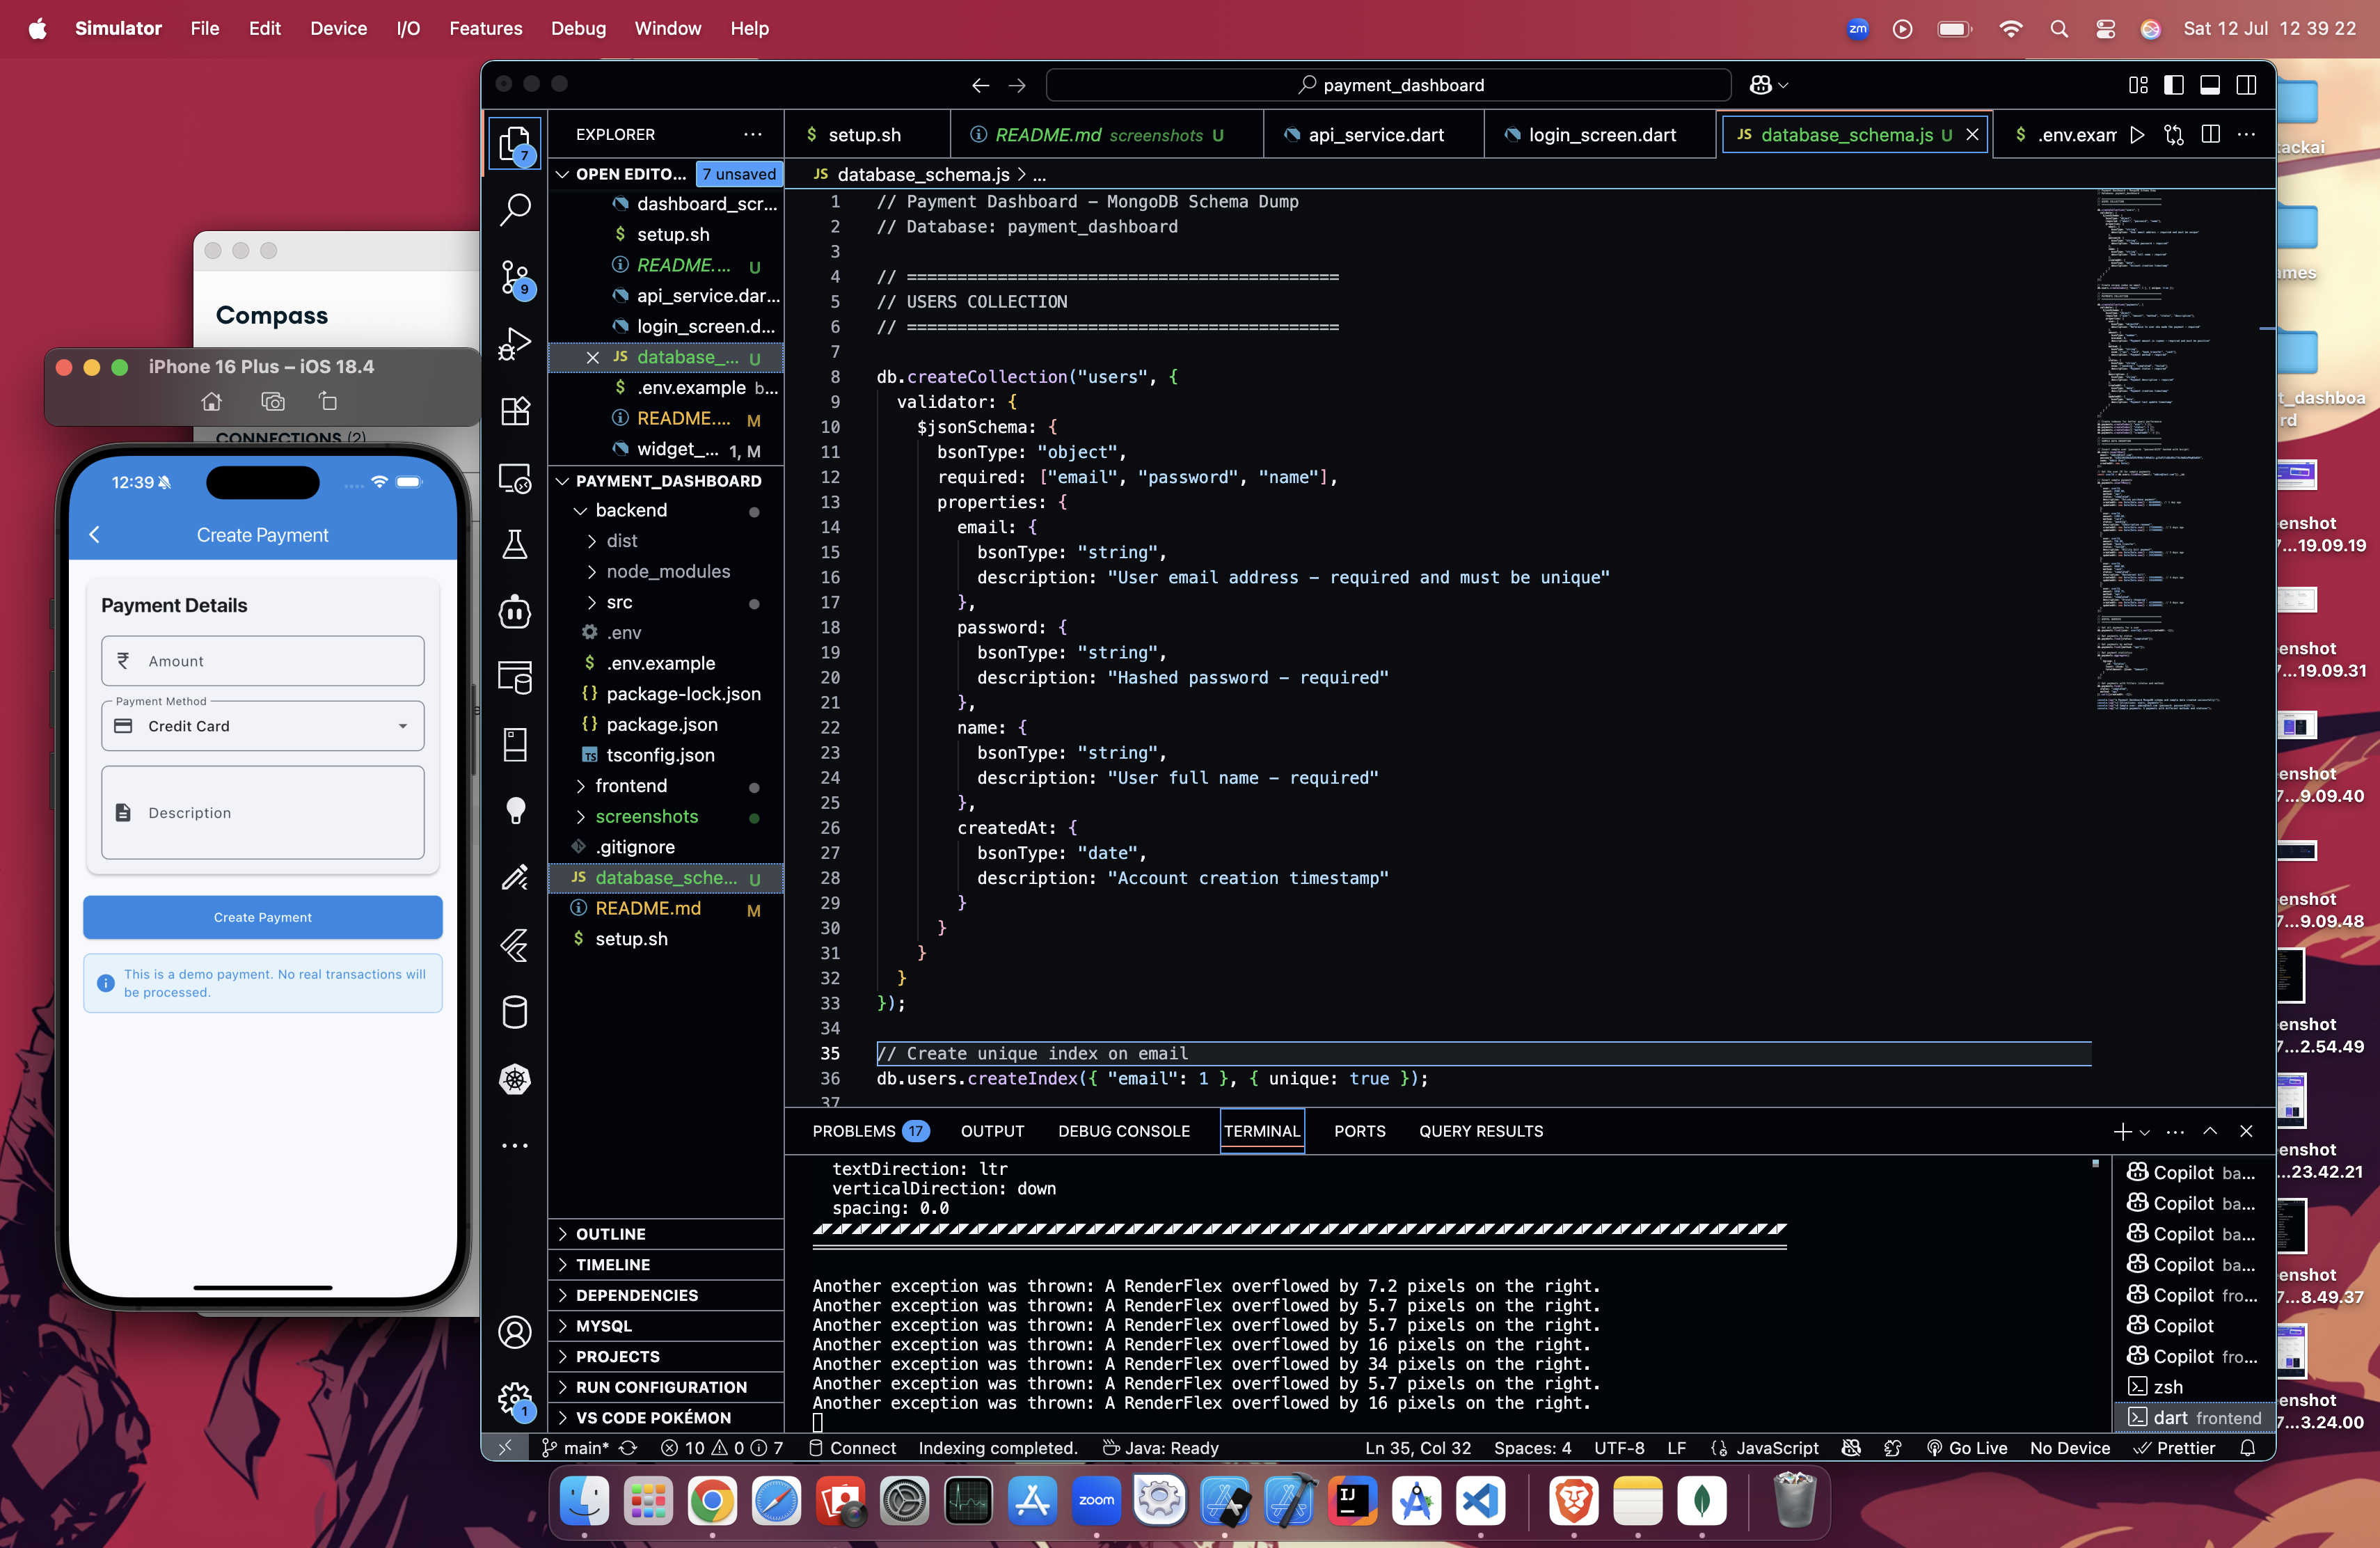 Simulator File Edit Device I/O Features Debug Window Help
zm Sat 12 Jul 12 39 22
payment_dashboard
EXPLORER
setup.sh
README.md screenshots U
api_service.dart
login_screen.dart
JS database_schema.js U
$ .env.exam
7
9
1
OPEN EDITO... 7 unsaved
dashboard_scr...
$ setup.sh
README.... U
api_service.dar...
login_screen.d...
JS database_... U
$ .env.example b...
README.... M
widget_... 1, M
PAYMENT_DASHBOARD
backend
dist
node_modules
src
.env
$ .env.example
{} package-lock.json
{} package.json
TS tsconfig.json
frontend
screenshots
.gitignore
JS database_sche... U
README.md M
$ setup.sh
OUTLINE
TIMELINE
DEPENDENCIES
MYSQL
PROJECTS
RUN CONFIGURATION
VS CODE POKÉMON
JS database_schema.js > ...
1 // Payment Dashboard – MongoDB Schema Dump
2 // Database: payment_dashboard
3
4 // ===========================================
5 // USERS COLLECTION
6 // ===========================================
7
8 db.createCollection("users", {
9 validator: {
10 $jsonSchema: {
11 bsonType: "object",
12 required: ["email", "password", "name"],
13 properties: {
14 email: {
15 bsonType: "string",
16 description: "User email address – required and must be unique"
17 },
18 password: {
19 bsonType: "string",
20 description: "Hashed password – required"
21 },
22 name: {
23 bsonType: "string",
24 description: "User full name – required"
25 },
26 createdAt: {
27 bsonType: "date",
28 description: "Account creation timestamp"
29 }
30 }
31 }
32 }
33 });
34
35 // Create unique index on email
36 db.users.createIndex({ "email": 1 }, { unique: true });
37
PROBLEMS 17 OUTPUT DEBUG CONSOLE TERMINAL PORTS QUERY RESULTS
textDirection: ltr
verticalDirection: down
spacing: 0.0
Another exception was thrown: A RenderFlex overflowed by 7.2 pixels on the right.
Another exception was thrown: A RenderFlex overflowed by 5.7 pixels on the right.
Another exception was thrown: A RenderFlex overflowed by 5.7 pixels on the right.
Another exception was thrown: A RenderFlex overflowed by 16 pixels on the right.
Another exception was thrown: A RenderFlex overflowed by 34 pixels on the right.
Another exception was thrown: A RenderFlex overflowed by 5.7 pixels on the right.
Another exception was thrown: A RenderFlex overflowed by 16 pixels on the right.
Copilot ba...
Copilot ba...
Copilot ba...
Copilot ba...
Copilot fro...
Copilot
Copilot fro...
zsh
dart frontend
main* 10 0 7 Connect Indexing completed. Java: Ready
Ln 35, Col 32 Spaces: 4 UTF-8 LF JavaScript Go Live No Device Prettier
Compass
CONNECTIONS (2)
iPhone 16 Plus – iOS 18.4
12:39
Create Payment
Payment Details
₹ Amount
Payment Method
Credit Card
Description
Create Payment
This is a demo payment. No real transactions will
be processed.
tackai
ames
t_dashboa
rd
enshot
7...19.09.19
enshot
7...19.09.31
enshot
7...9.09.40
enshot
7...9.09.48
enshot
7...2.54.49
enshot
...23.42.21
enshot
7...8.49.37
enshot
7...3.24.00
zoom
IJ